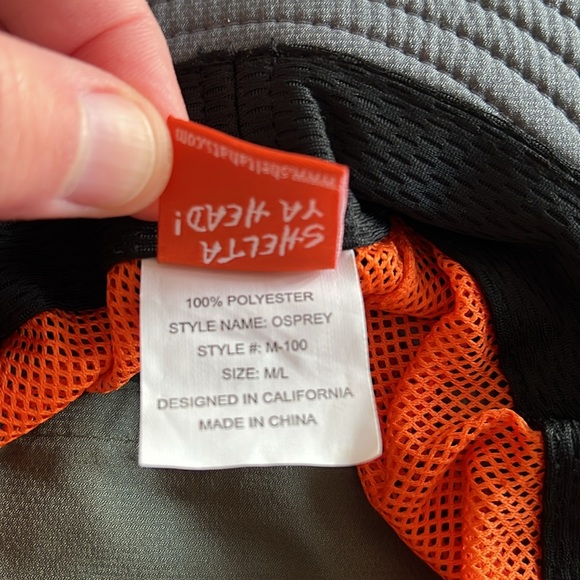 www.sheltahats.com
SHELTA
YA HEAD!
100% POLYESTER
STYLE NAME: OSPREY
STYLE #: M-100
SIZE: M/L
DESIGNED IN CALIFORNIA
MADE IN CHINA